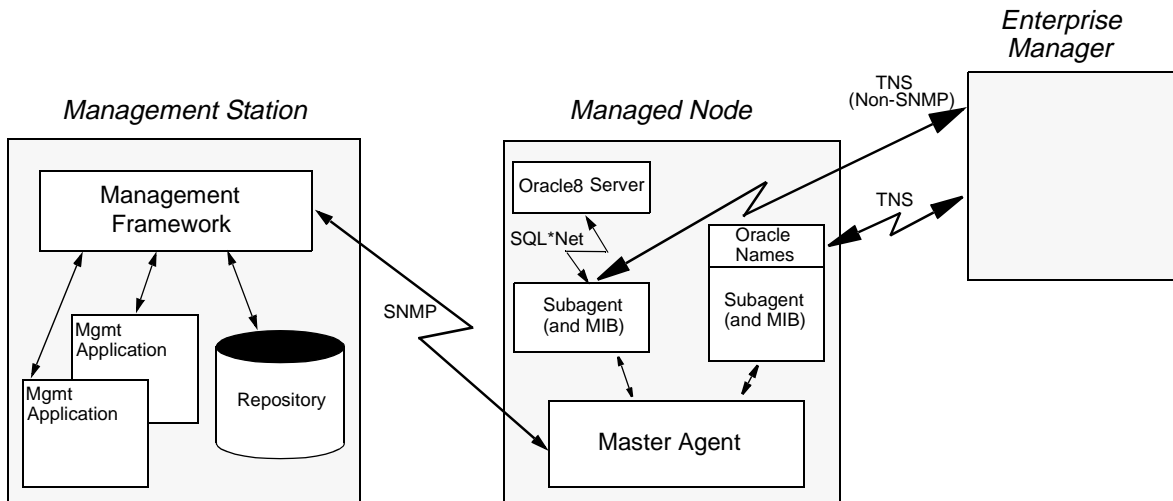 Enterprise
Manager
TNS
(Non-SNMP)
Management Station
Managed Node
Management
Framework
Oracle8 Server
TNS
SQL*Net
Oracle
Names
SNMP
Subagent
(and MIB)
Subagent
(and MIB)
Mgmt
Application
Mgmt
Application
Repository
Master Agent